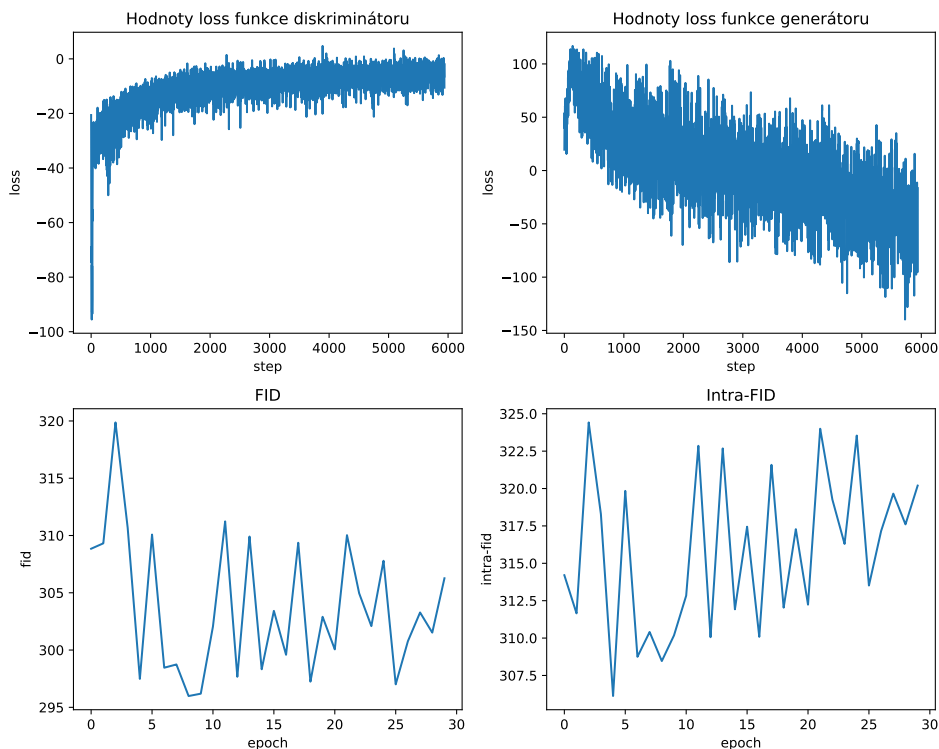 Hodnoty loss funkce diskriminátoru
0
−20
−40
−60
−80
−100
loss
0 1000 2000 3000 4000 5000 6000
step
Hodnoty loss funkce generátoru
100
50
0
−50
−100
−150
loss
0 1000 2000 3000 4000 5000 6000
step
FID
320
315
310
305
300
295
fid
0 5 10 15 20 25 30
epoch
Intra-FID
325.0
322.5
320.0
317.5
315.0
312.5
310.0
307.5
intra-fid
0 5 10 15 20 25 30
epoch